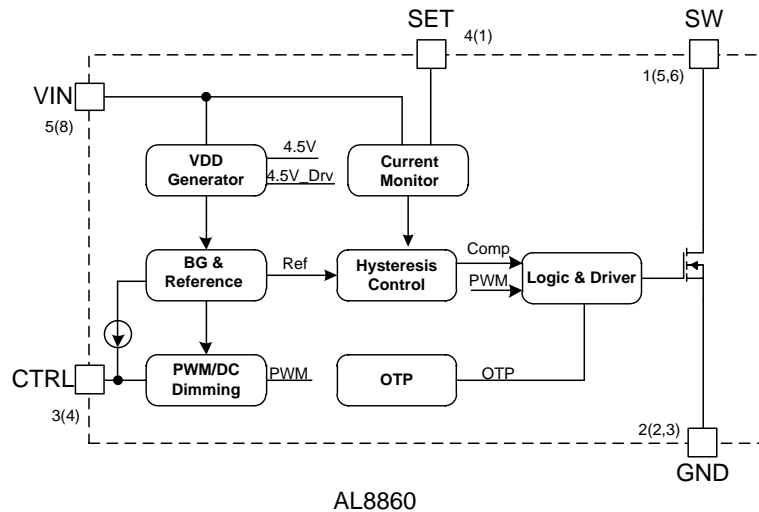 SET
4(1)
SW
1(5,6)
VIN
5(8)
VDD
Generator
4.5V
4.5V_Drv
Current
Monitor
BG &
Reference
Ref
Hysteresis
Control
Comp
PWM
Logic & Driver
CTRL
3(4)
PWM/DC
Dimming
PWM
OTP
OTP
2(2,3)
GND
AL8860